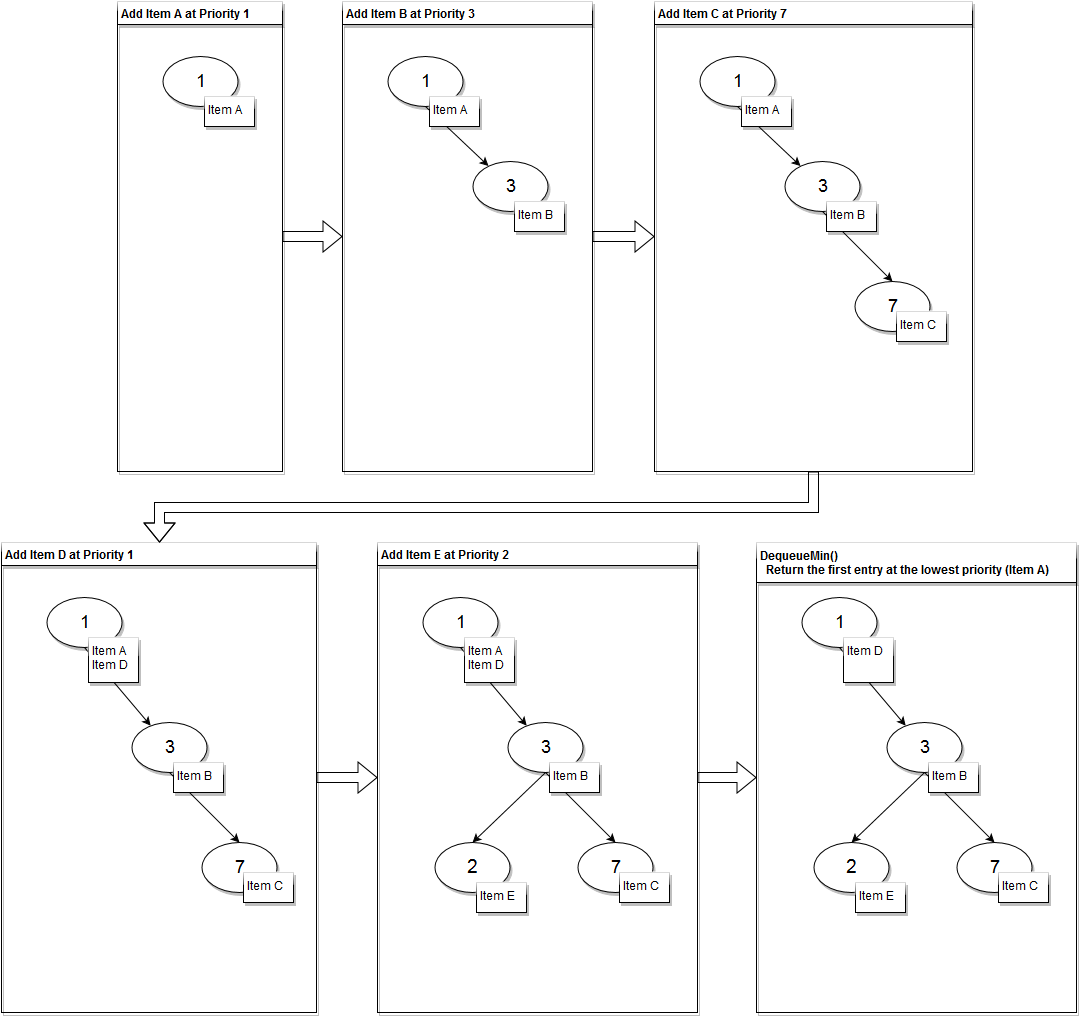 Add Item A at Priority 1
1
Item A
Add Item B at Priority 3
1
Item A
3
Item B
Add Item C at Priority 7
1
Item A
3
Item B
7
Item C
Add Item D at Priority 1
1
Item A
Item D
3
Item B
7
Item C
Add Item E at Priority 2
1
Item A
Item D
3
Item B
2
Item E
7
Item C
DequeueMin()
Return the first entry at the lowest priority (Item A)
1
Item D
3
Item B
2
Item E
7
Item C